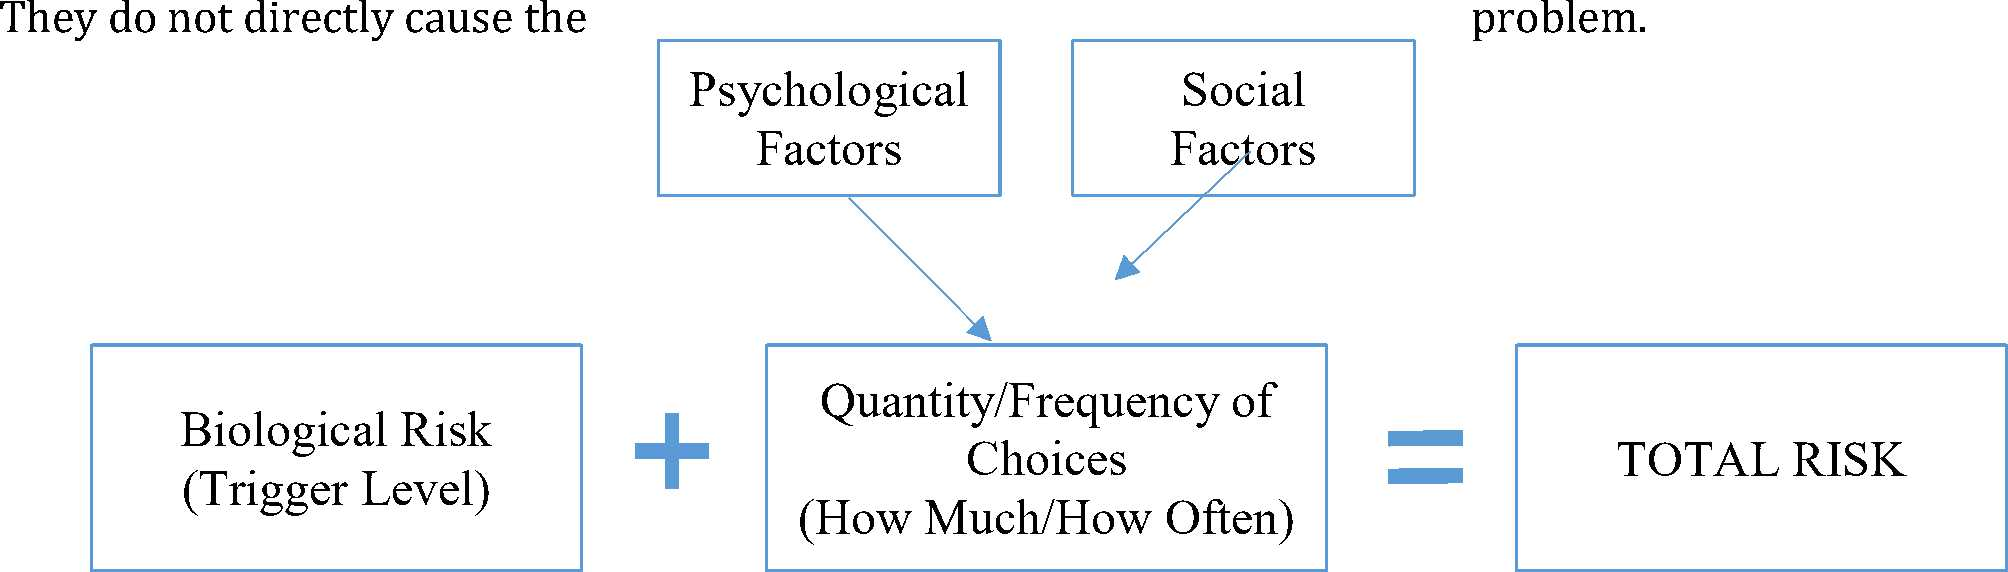 They do not directly cause the problem.
Psychological
Factors
Social
Factors
Biological Risk
(Trigger Level)
Quantity/Frequency of
Choices
(How Much/How Often)
TOTAL RISK
+
=